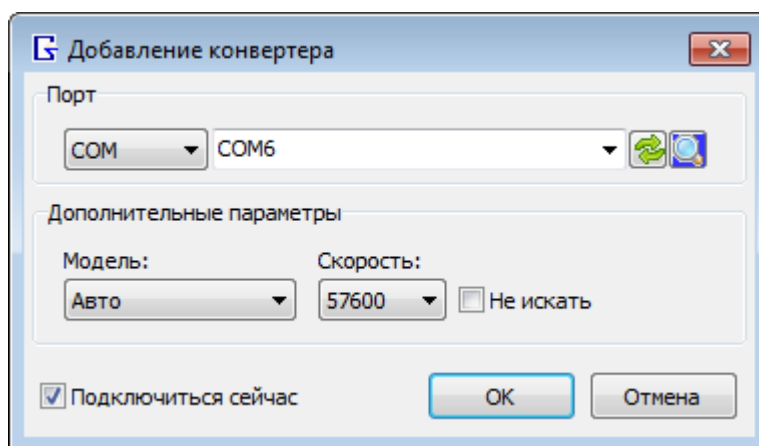 Добавление конвертера
Порт
COM COM6
Дополнительные параметры
Модель: Скорость:
Авто 57600 Не искать
Подключиться сейчас OK Отмена